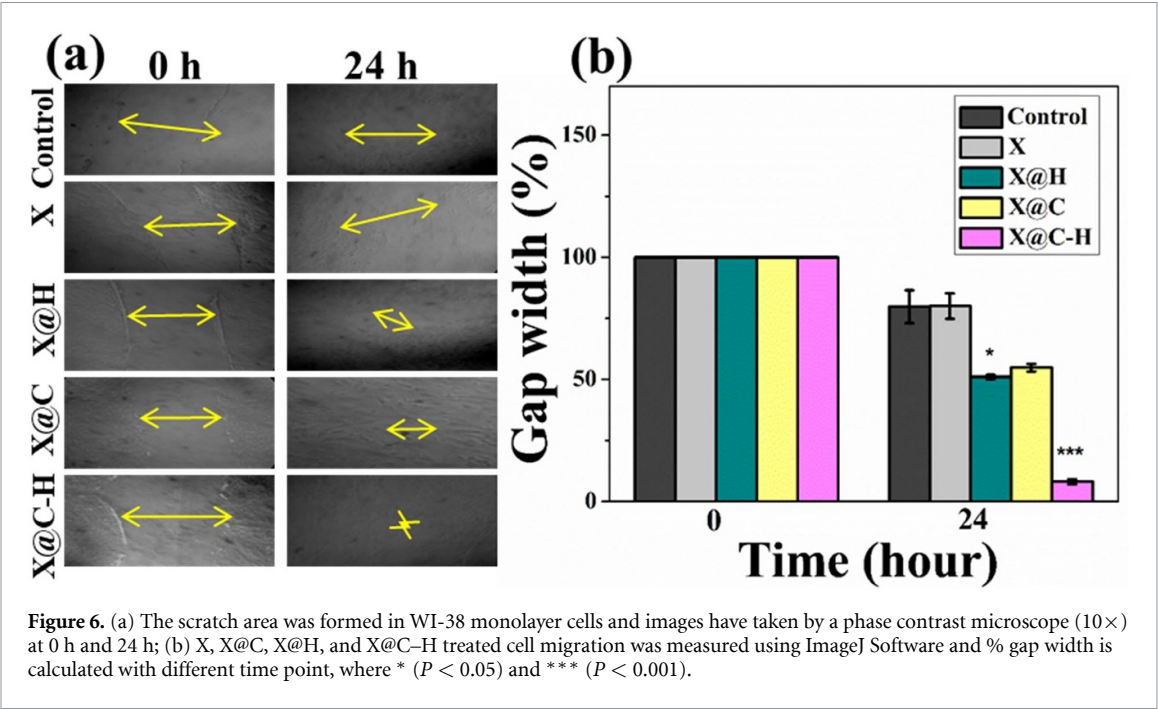 (a)
0 h
24 h
Control
X
X@H
X@C
X@C-H
(b)
Gap width (%)
150
100
50
0
Control
X
X@H
X@C
X@C-H
*
***
0
24
Time (hour)
Figure 6. (a) The scratch area was formed in WI-38 monolayer cells and images have taken by a phase contrast microscope (10×)
at 0 h and 24 h; (b) X, X@C, X@H, and X@C–H treated cell migration was measured using ImageJ Software and % gap width is
calculated with different time point, where * (P < 0.05) and *** (P < 0.001).